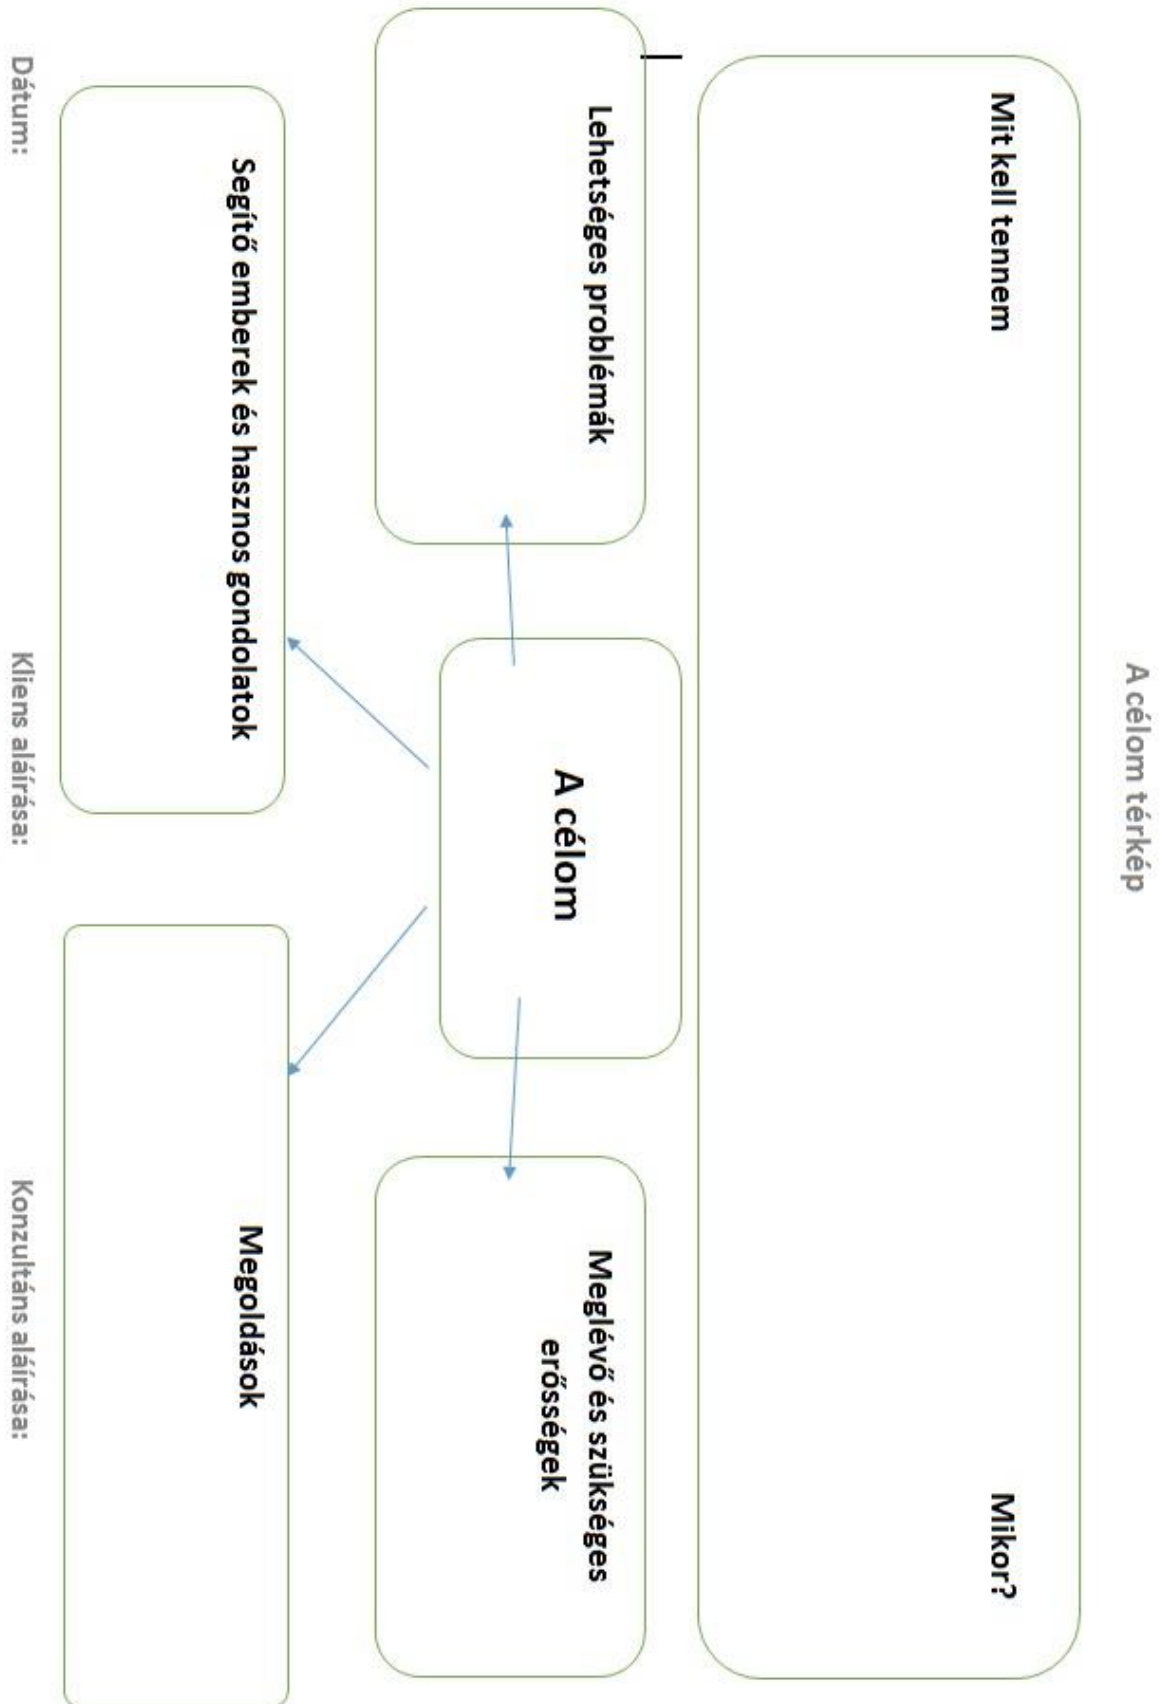 A célom térkép
Mit kell tennem
Mikor?
Lehetséges problémák
A célom
Meglévő és szükséges
erősségek
Segítő emberek és hasznos gondolatok
Megoldások
Dátum:
Kliens aláírása:
Konzultáns aláírása: